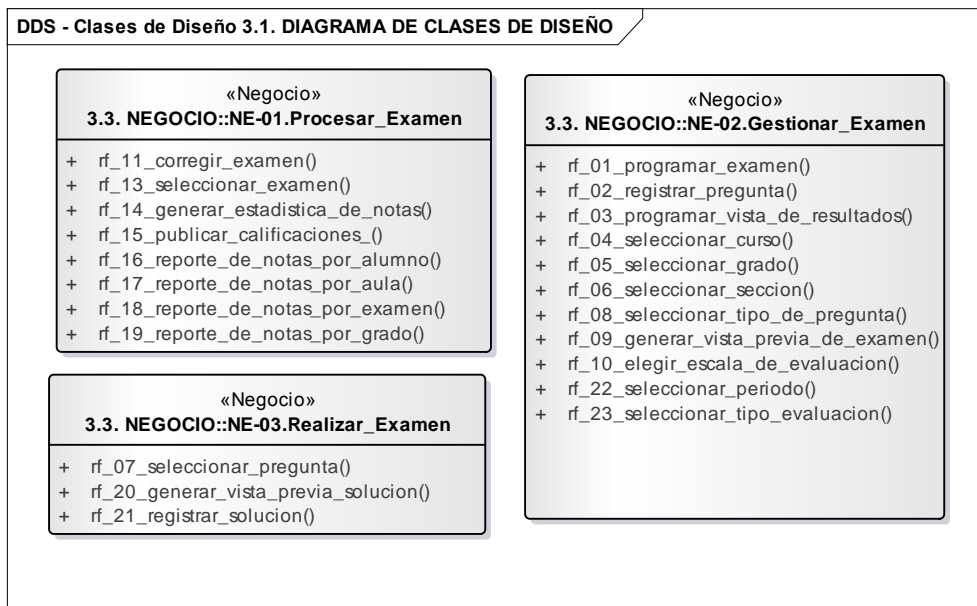 DDS - Clases de Diseño 3.1. DIAGRAMA DE CLASES DE DISEÑO
«Negocio»
3.3. NEGOCIO::NE-01.Procesar_Examen
+ rf_11_corregir_examen()
+ rf_13_seleccionar_examen()
+ rf_14_generar_estadistica_de_notas()
+ rf_15_publicar_calificaciones_()
+ rf_16_reporte_de_notas_por_alumno()
+ rf_17_reporte_de_notas_por_aula()
+ rf_18_reporte_de_notas_por_examen()
+ rf_19_reporte_de_notas_por_grado()
«Negocio»
3.3. NEGOCIO::NE-02.Gestionar_Examen
+ rf_01_programar_examen()
+ rf_02_registrar_pregunta()
+ rf_03_programar_vista_de_resultados()
+ rf_04_seleccionar_curso()
+ rf_05_seleccionar_grado()
+ rf_06_seleccionar_seccion()
+ rf_08_seleccionar_tipo_de_pregunta()
+ rf_09_generar_vista_previa_de_examen()
+ rf_10_elegir_escala_de_evaluacion()
+ rf_22_seleccionar_periodo()
+ rf_23_seleccionar_tipo_evaluacion()
«Negocio»
3.3. NEGOCIO::NE-03.Realizar_Examen
+ rf_07_seleccionar_pregunta()
+ rf_20_generar_vista_previa_solucion()
+ rf_21_registrar_solucion()